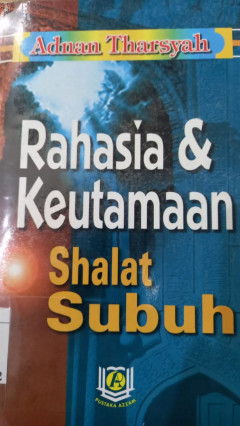 Adnan Tharsyah
Rahasia &
Keutamaan
Shalat
Subuh
PUSTAKA AZZAM